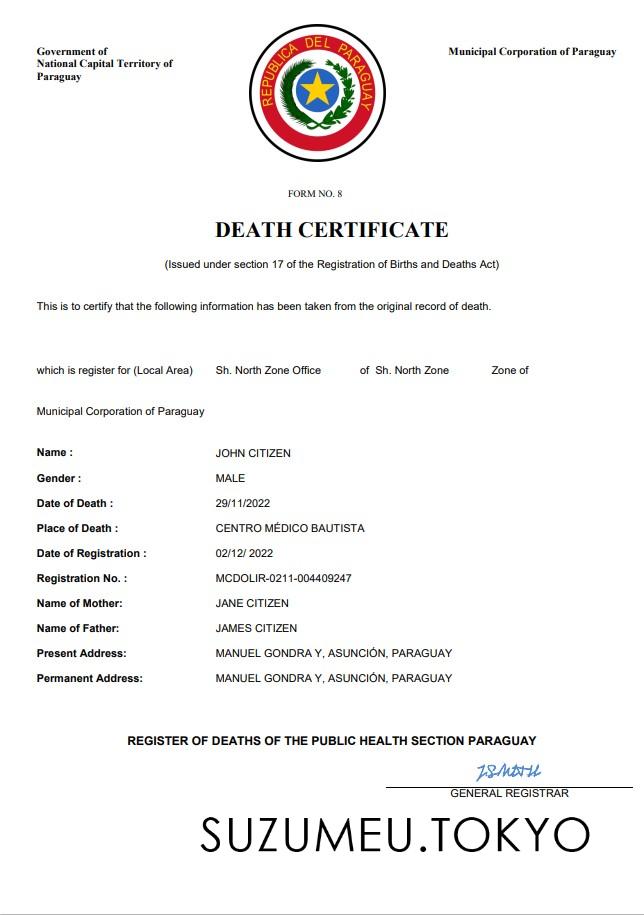 Government of
National Capital Territory of
Paraguay
Municipal Corporation of Paraguay
REPUBLICA DEL PARAGUAY
FORM NO. 8
DEATH CERTIFICATE
(Issued under section 17 of the Registration of Births and Deaths Act)
This is to certify that the following information has been taken from the original record of death.
which is register for (Local Area) Sh. North Zone Office of Sh. North Zone Zone of
Municipal Corporation of Paraguay
Name : JOHN CITIZEN
Gender : MALE
Date of Death : 29/11/2022
Place of Death : CENTRO MÉDICO BAUTISTA
Date of Registration : 02/12/ 2022
Registration No. : MCDOLIR-0211-004409247
Name of Mother: JANE CITIZEN
Name of Father: JAMES CITIZEN
Present Address: MANUEL GONDRA Y, ASUNCIÓN, PARAGUAY
Permanent Address: MANUEL GONDRA Y, ASUNCIÓN, PARAGUAY
REGISTER OF DEATHS OF THE PUBLIC HEALTH SECTION PARAGUAY
GENERAL REGISTRAR
SUZUMEU.TOKYO